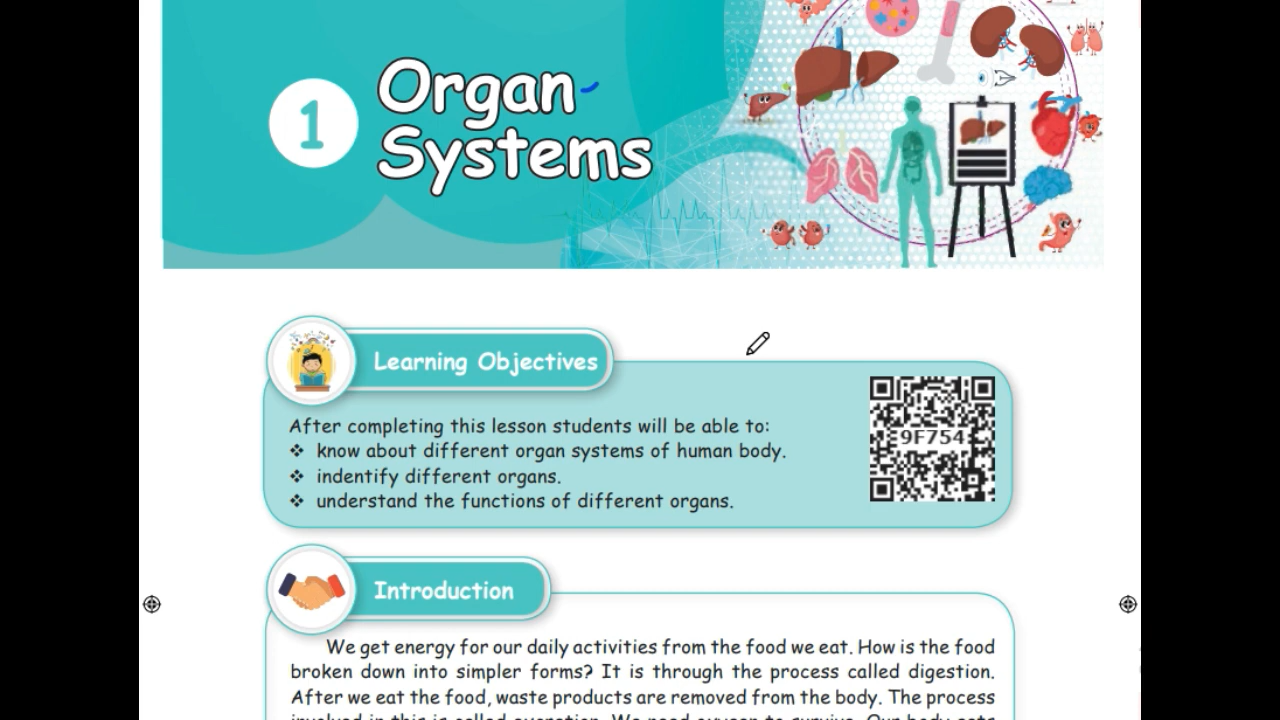 1
Organ
Systems
Learning Objectives
After completing this lesson students will be able to:
❖ know about different organ systems of human body.
❖ indentify different organs.
❖ understand the functions of different organs.
9F754
Introduction
We get energy for our daily activities from the food we eat. How is the food
broken down into simpler forms? It is through the process called digestion.
After we eat the food, waste products are removed from the body. The process